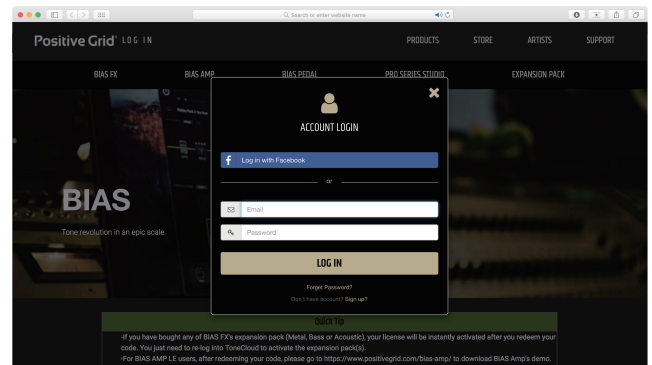 Search or enter website name
Positive Grid® LOG IN
PRODUCTS STORE ARTISTS SUPPORT
BIAS FX BIAS AMP BIAS PEDAL PRO SERIES STUDIO EXPANSION PACK
ACCOUNT LOGIN
f Log in with Facebook
or
Email
Password
LOG IN
Forget Password?
Don't have account? Sign up?
BIAS
Tone revolution in an epic scale.
Quick Tip
-If you have bought any of BIAS FX's expansion pack (Metal, Bass or Acoustic), your license will be instantly activated after you redeem your
code. You just need to re-log into ToneCloud to activate the expansion pack(s).
-For BIAS AMP LE users, after redeeming your code, please go to https://www.positivegrid.com/bias-amp/ to download BIAS Amp's demo.